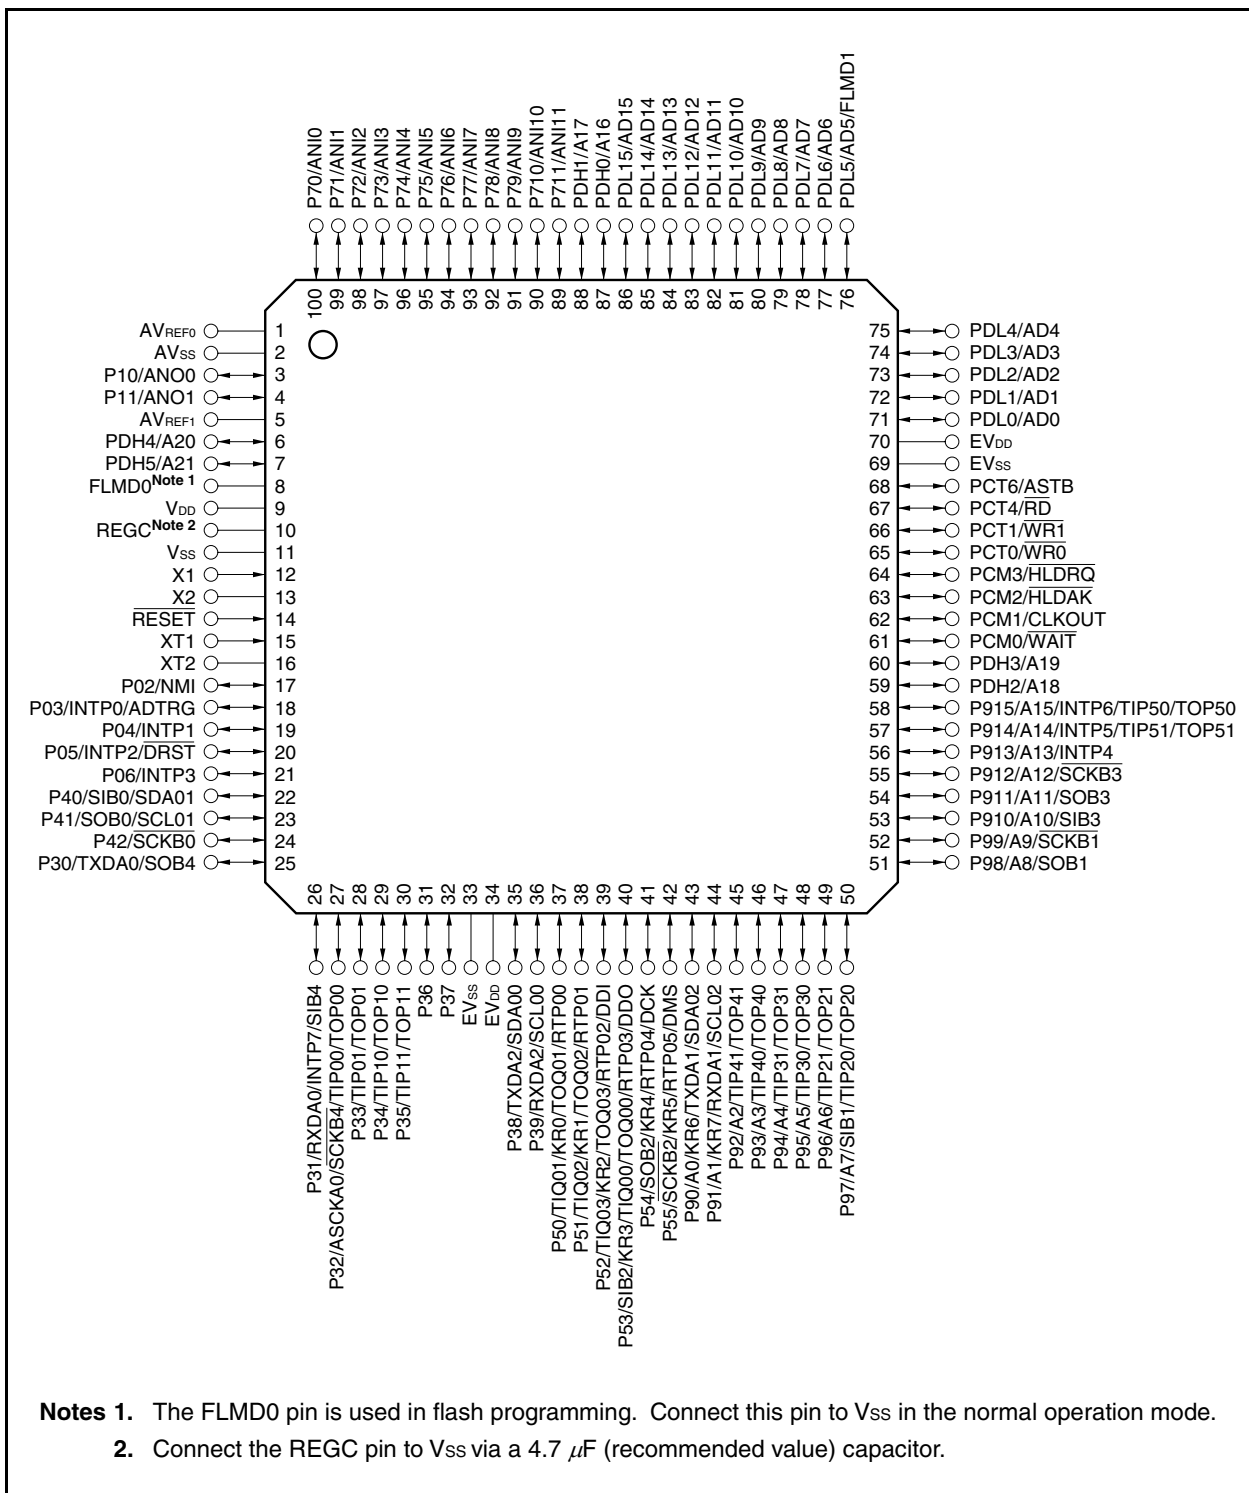 P70/ANI0
P71/ANI1
P72/ANI2
P73/ANI3
P74/ANI4
P75/ANI5
P76/ANI6
P77/ANI7
P78/ANI8
P79/ANI9
P710/ANI10
P711/ANI11
PDH1/A17
PDH0/A16
PDL15/AD15
PDL14/AD14
PDL13/AD13
PDL12/AD12
PDL11/AD11
PDL10/AD10
PDL9/AD9
PDL8/AD8
PDL7/AD7
PDL6/AD6
PDL5/AD5/FLMD1
100
99
98
97
96
95
94
93
92
91
90
89
88
87
86
85
84
83
82
81
80
79
78
77
76
AVREF0 1
AVSS 2
P10/ANO0 3
P11/ANO1 4
AVREF1 5
PDH4/A20 6
PDH5/A21 7
FLMD0Note 1 8
VDD 9
REGCNote 2 10
VSS 11
X1 12
X2 13
RESET 14
XT1 15
XT2 16
P02/NMI 17
P03/INTP0/ADTRG 18
P04/INTP1 19
P05/INTP2/DRST 20
P06/INTP3 21
P40/SIB0/SDA01 22
P41/SOB0/SCL01 23
P42/SCKB0 24
P30/TXDA0/SOB4 25
75 PDL4/AD4
74 PDL3/AD3
73 PDL2/AD2
72 PDL1/AD1
71 PDL0/AD0
70 EVDD
69 EVSS
68 PCT6/ASTB
67 PCT4/RD
66 PCT1/WR1
65 PCT0/WR0
64 PCM3/HLDRQ
63 PCM2/HLDAK
62 PCM1/CLKOUT
61 PCM0/WAIT
60 PDH3/A19
59 PDH2/A18
58 P915/A15/INTP6/TIP50/TOP50
57 P914/A14/INTP5/TIP51/TOP51
56 P913/A13/INTP4
55 P912/A12/SCKB3
54 P911/A11/SOB3
53 P910/A10/SIB3
52 P99/A9/SCKB1
51 P98/A8/SOB1
26
27
28
29
30
31
32
33
34
35
36
37
38
39
40
41
42
43
44
45
46
47
48
49
50
P31/RXDA0/INTP7/SIB4
P32/ASCKA0/SCKB4/TIP00/TOP00
P33/TIP01/TOP01
P34/TIP10/TOP10
P35/TIP11/TOP11
P36
P37
EVSS
EVDD
P38/TXDA2/SDA00
P39/RXDA2/SCL00
P50/TIQ01/KR0/TOQ01/RTP00
P51/TIQ02/KR1/TOQ02/RTP01
P52/TIQ03/KR2/TOQ03/RTP02/DDI
P53/SIB2/KR3/TIQ00/TOQ00/RTP03/DDO
P54/SOB2/KR4/RTP04/DCK
P55/SCKB2/KR5/RTP05/DMS
P90/A0/KR6/TXDA1/SDA02
P91/A1/KR7/RXDA1/SCL02
P92/A2/TIP41/TOP41
P93/A3/TIP40/TOP40
P94/A4/TIP31/TOP31
P95/A5/TIP30/TOP30
P96/A6/TIP21/TOP21
P97/A7/SIB1/TIP20/TOP20
Notes 1. The FLMD0 pin is used in flash programming. Connect this pin to VSS in the normal operation mode.
2. Connect the REGC pin to VSS via a 4.7 μF (recommended value) capacitor.